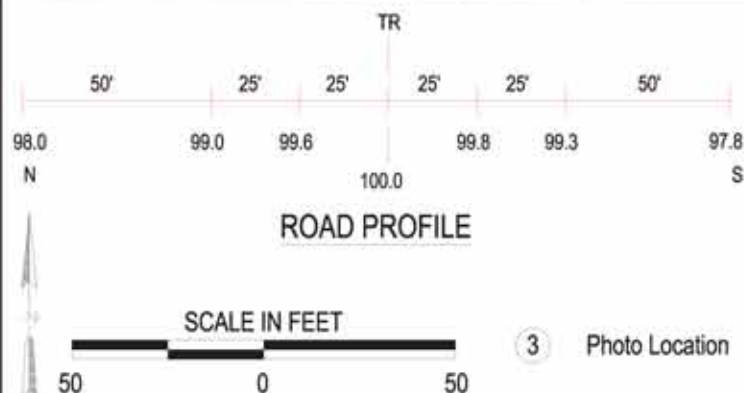 TR
50' 25' 25' 25' 25' 50'
98.0 99.0 99.6 99.8 99.3 97.8
N 100.0 S
ROAD PROFILE
SCALE IN FEET
3 Photo Location
50 0 50